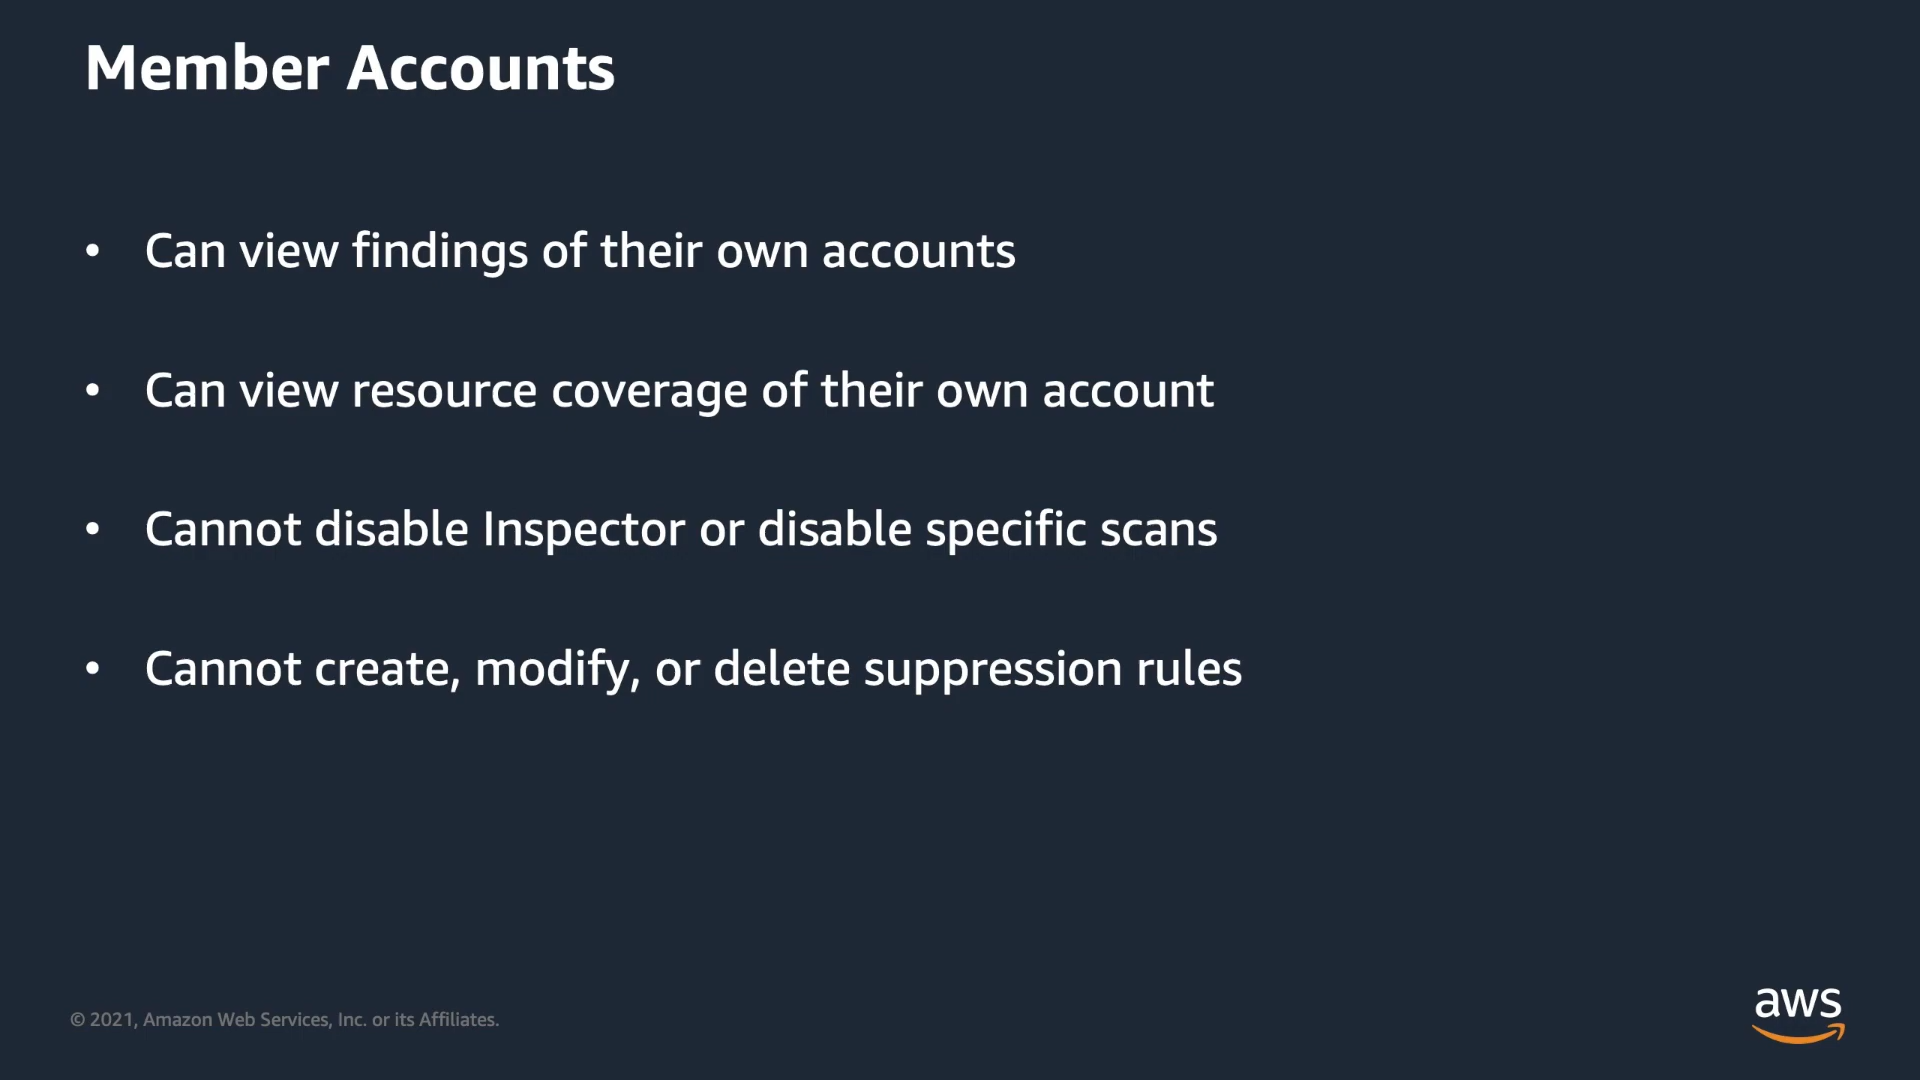 Member Accounts
• Can view findings of their own accounts
• Can view resource coverage of their own account
• Cannot disable Inspector or disable specific scans
• Cannot create, modify, or delete suppression rules
© 2021, Amazon Web Services, Inc. or its Affiliates.
aws